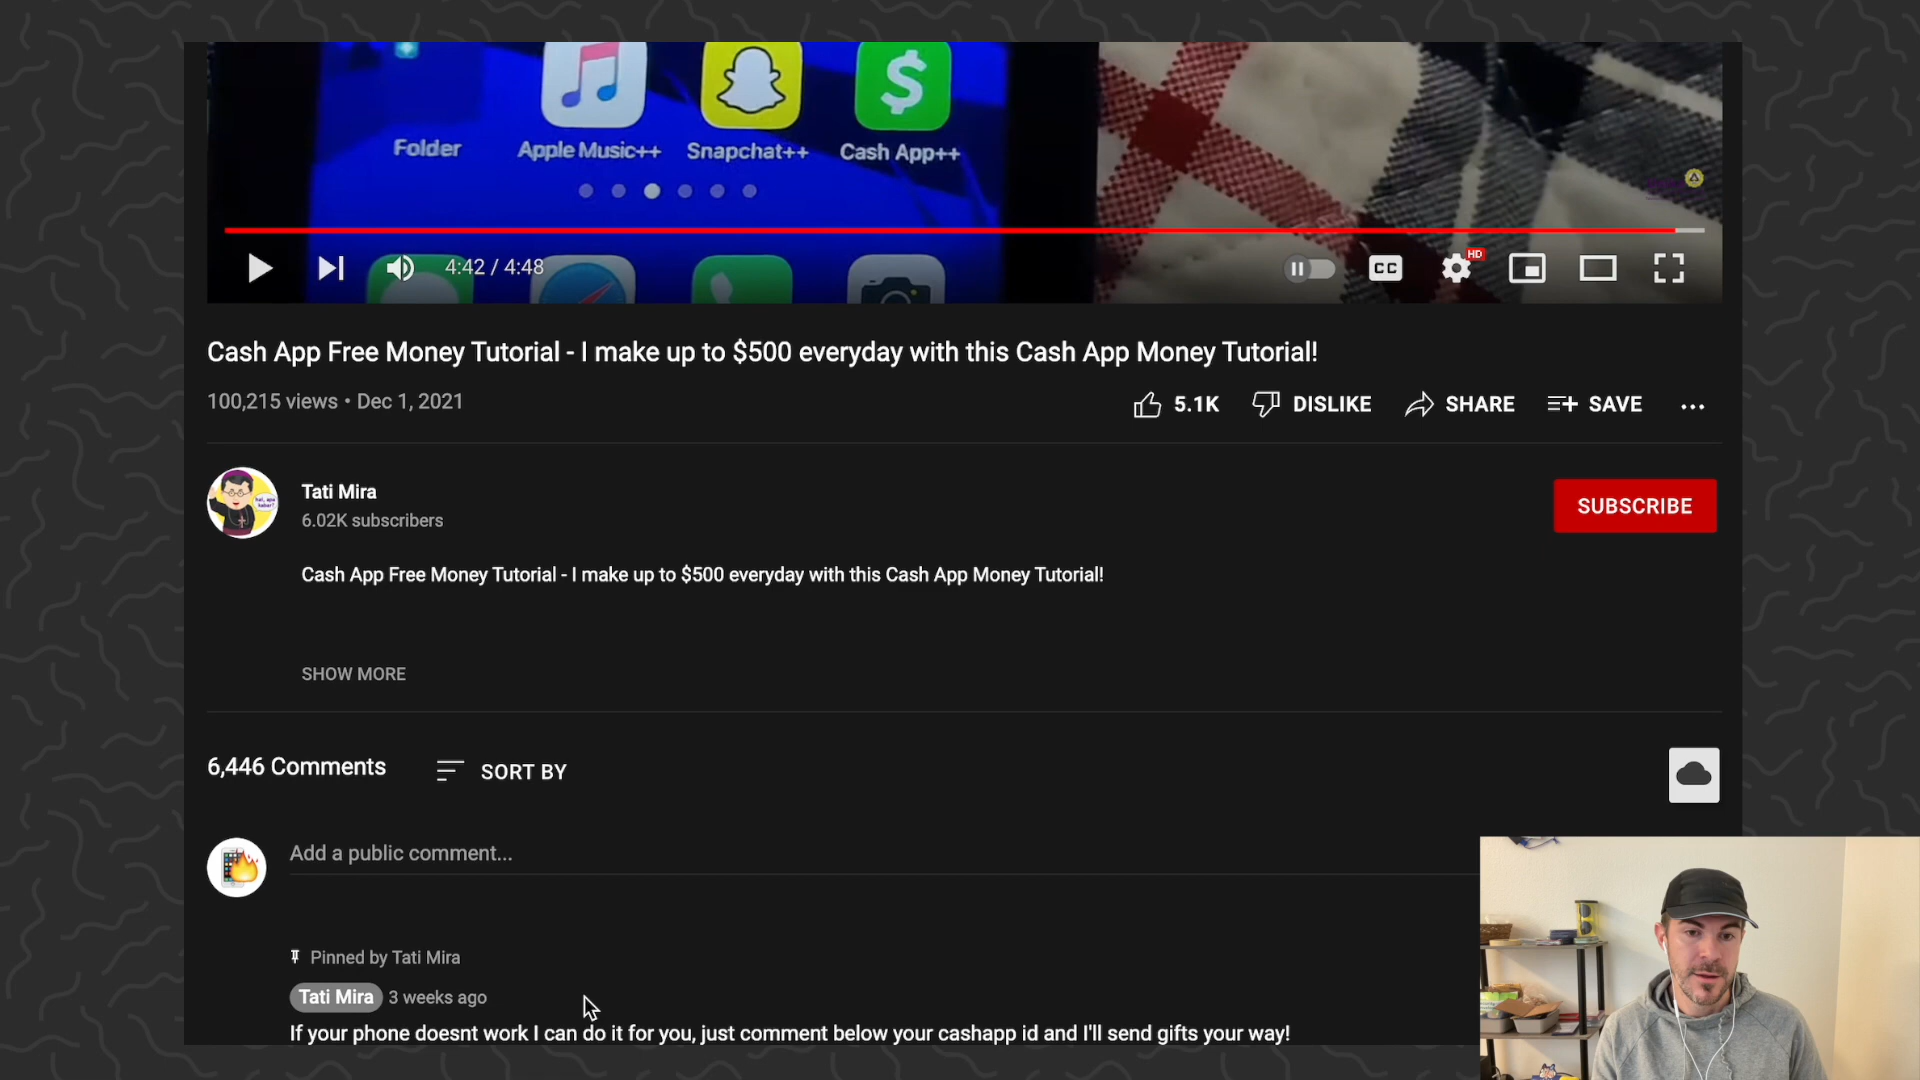 Folder
Apple Music++
Snapchat++
Cash App++
4:42 / 4:48
CC
HD
Cash App Free Money Tutorial - I make up to $500 everyday with this Cash App Money Tutorial!
100,215 views • Dec 1, 2021
5.1K
DISLIKE
SHARE
SAVE
Tati Mira
6.02K subscribers
SUBSCRIBE
Cash App Free Money Tutorial - I make up to $500 everyday with this Cash App Money Tutorial!
SHOW MORE
6,446 Comments
SORT BY
Add a public comment...
Pinned by Tati Mira
Tati Mira 3 weeks ago
If your phone doesnt work I can do it for you, just comment below your cashapp id and I'll send gifts your way!